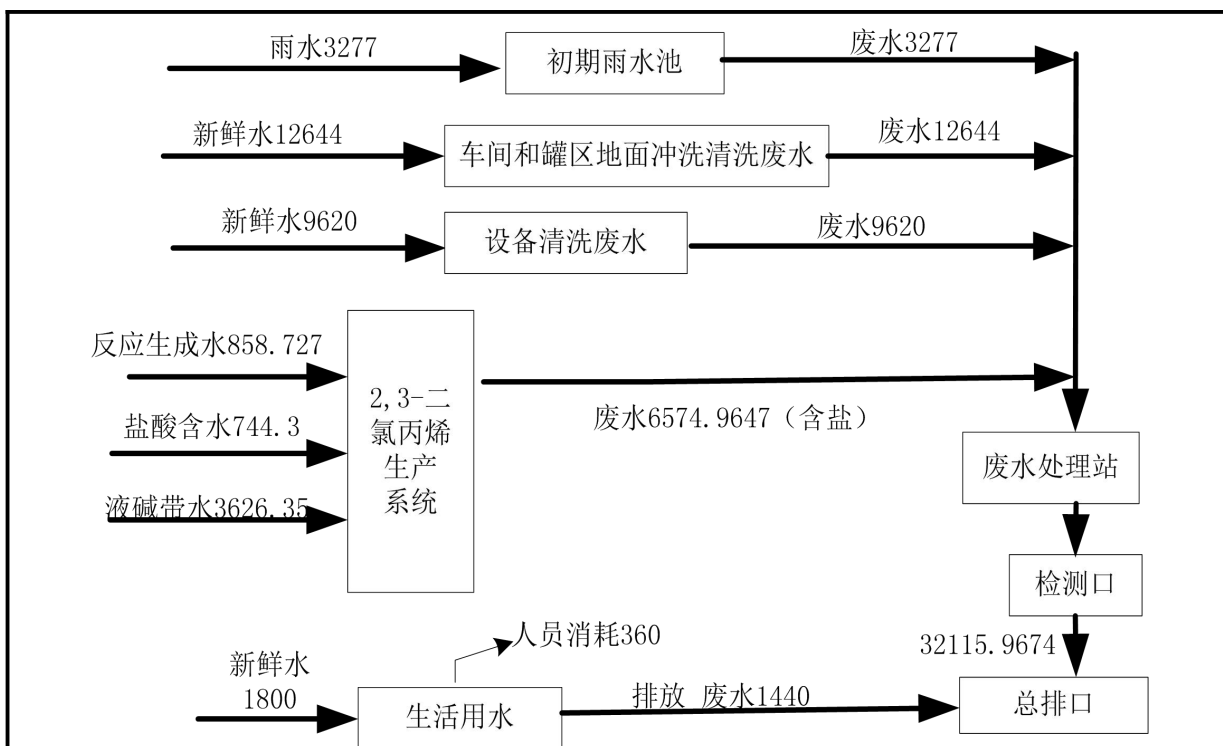 雨水3277
初期雨水池
废水3277
新鲜水12644
车间和罐区地面冲洗清洗废水
废水12644
新鲜水9620
设备清洗废水
废水9620
反应生成水858.727
盐酸含水744.3
液碱带水3626.35
2,3-二
氯丙烯
生产
系统
废水6574.9647（含盐）
废水处理站
检测口
32115.9674
人员消耗360
新鲜水
1800
生活用水
排放 废水1440
总排口